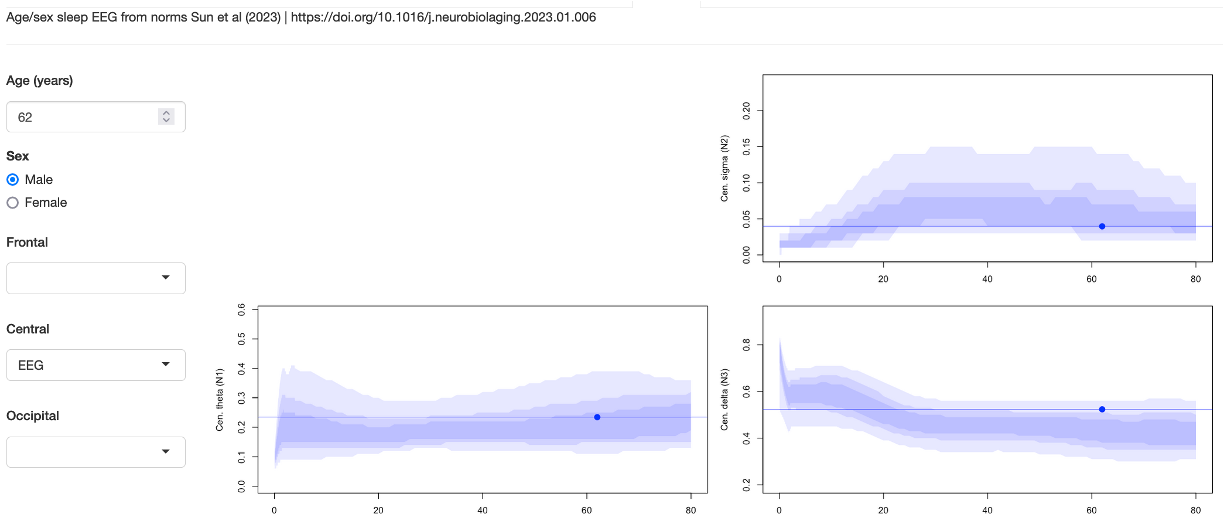 Age/sex sleep EEG from norms Sun et al (2023) | https://doi.org/10.1016/j.neurobiolaging.2023.01.006
Age (years)
62
Sex
Male
Female
Frontal
Central
EEG
Occipital
Cen. sigma (N2)
0.20
0.15
0.10
0.05
0.00
0 20 40 60 80
Cen. theta (N1)
0.6
0.5
0.4
0.3
0.2
0.1
0.0
0 20 40 60 80
Cen. delta (N3)
0.8
0.6
0.4
0.2
0 20 40 60 80